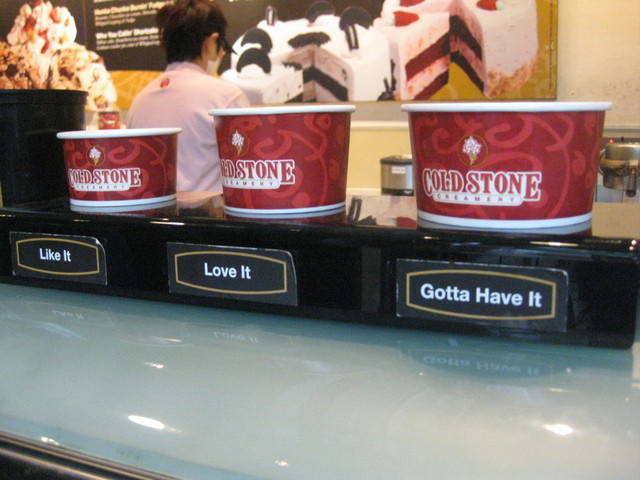 COLD STONE
CREAMERY
COLD STONE
CREAMERY
COLD STONE
CREAMERY
Like It
Love It
Gotta Have It